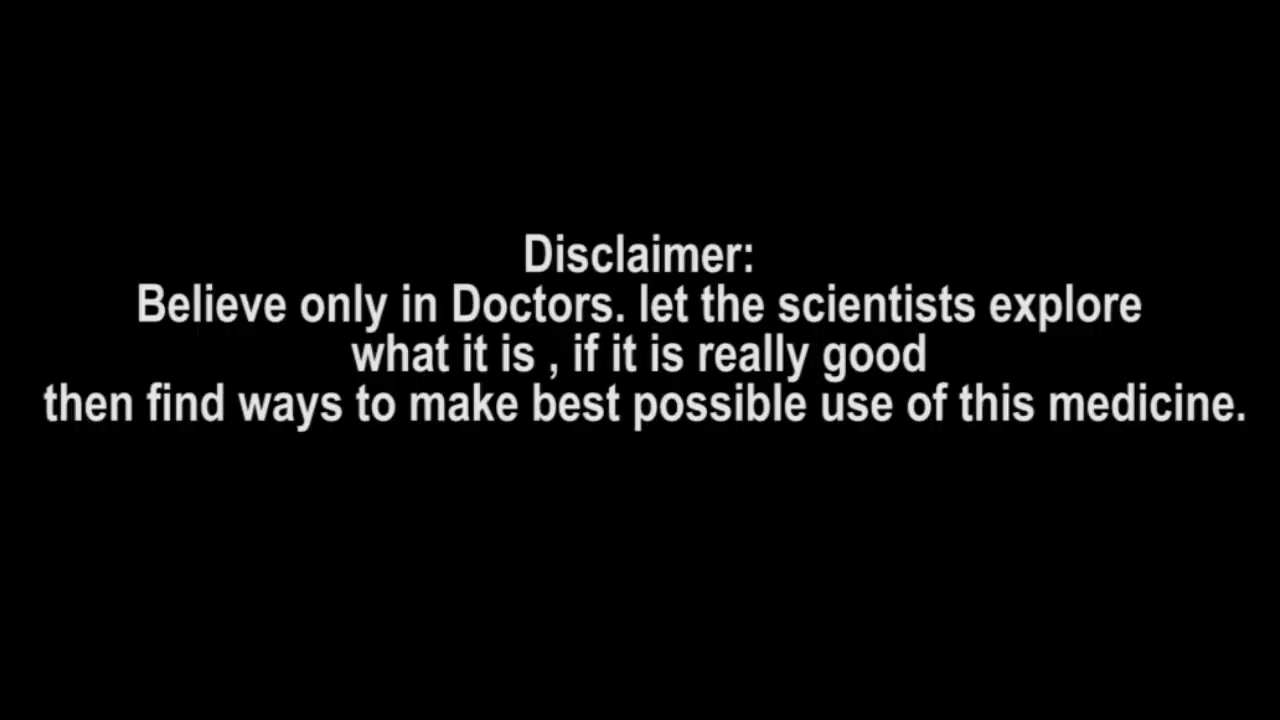 Disclaimer:
Believe only in Doctors. let the scientists explore
what it is , if it is really good
then find ways to make best possible use of this medicine.